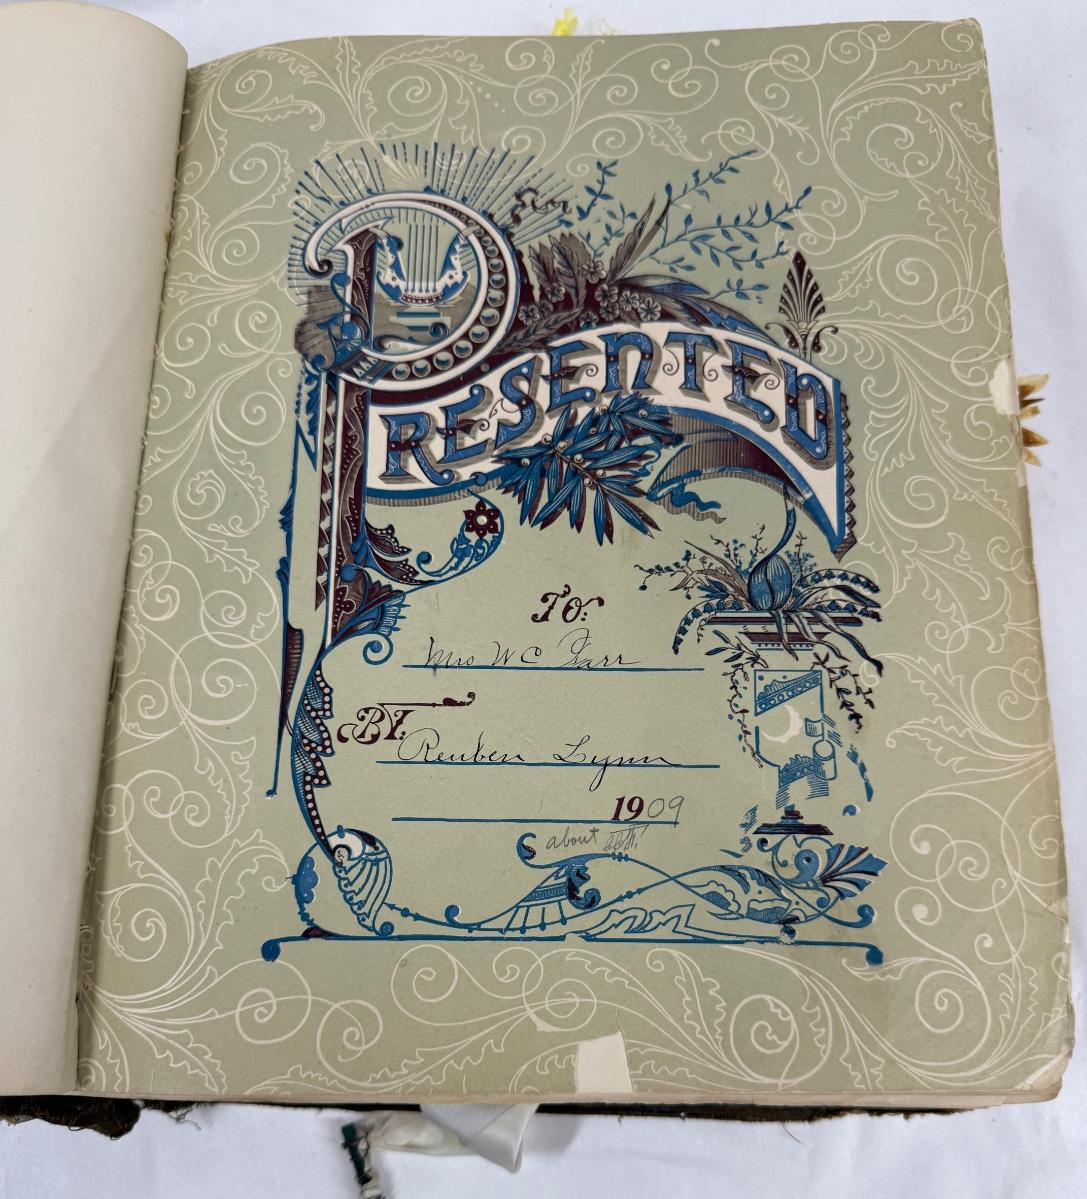 PRESENTED
TO:
Mrs W C Farr
BY:
Reuben Lynn
1909
about